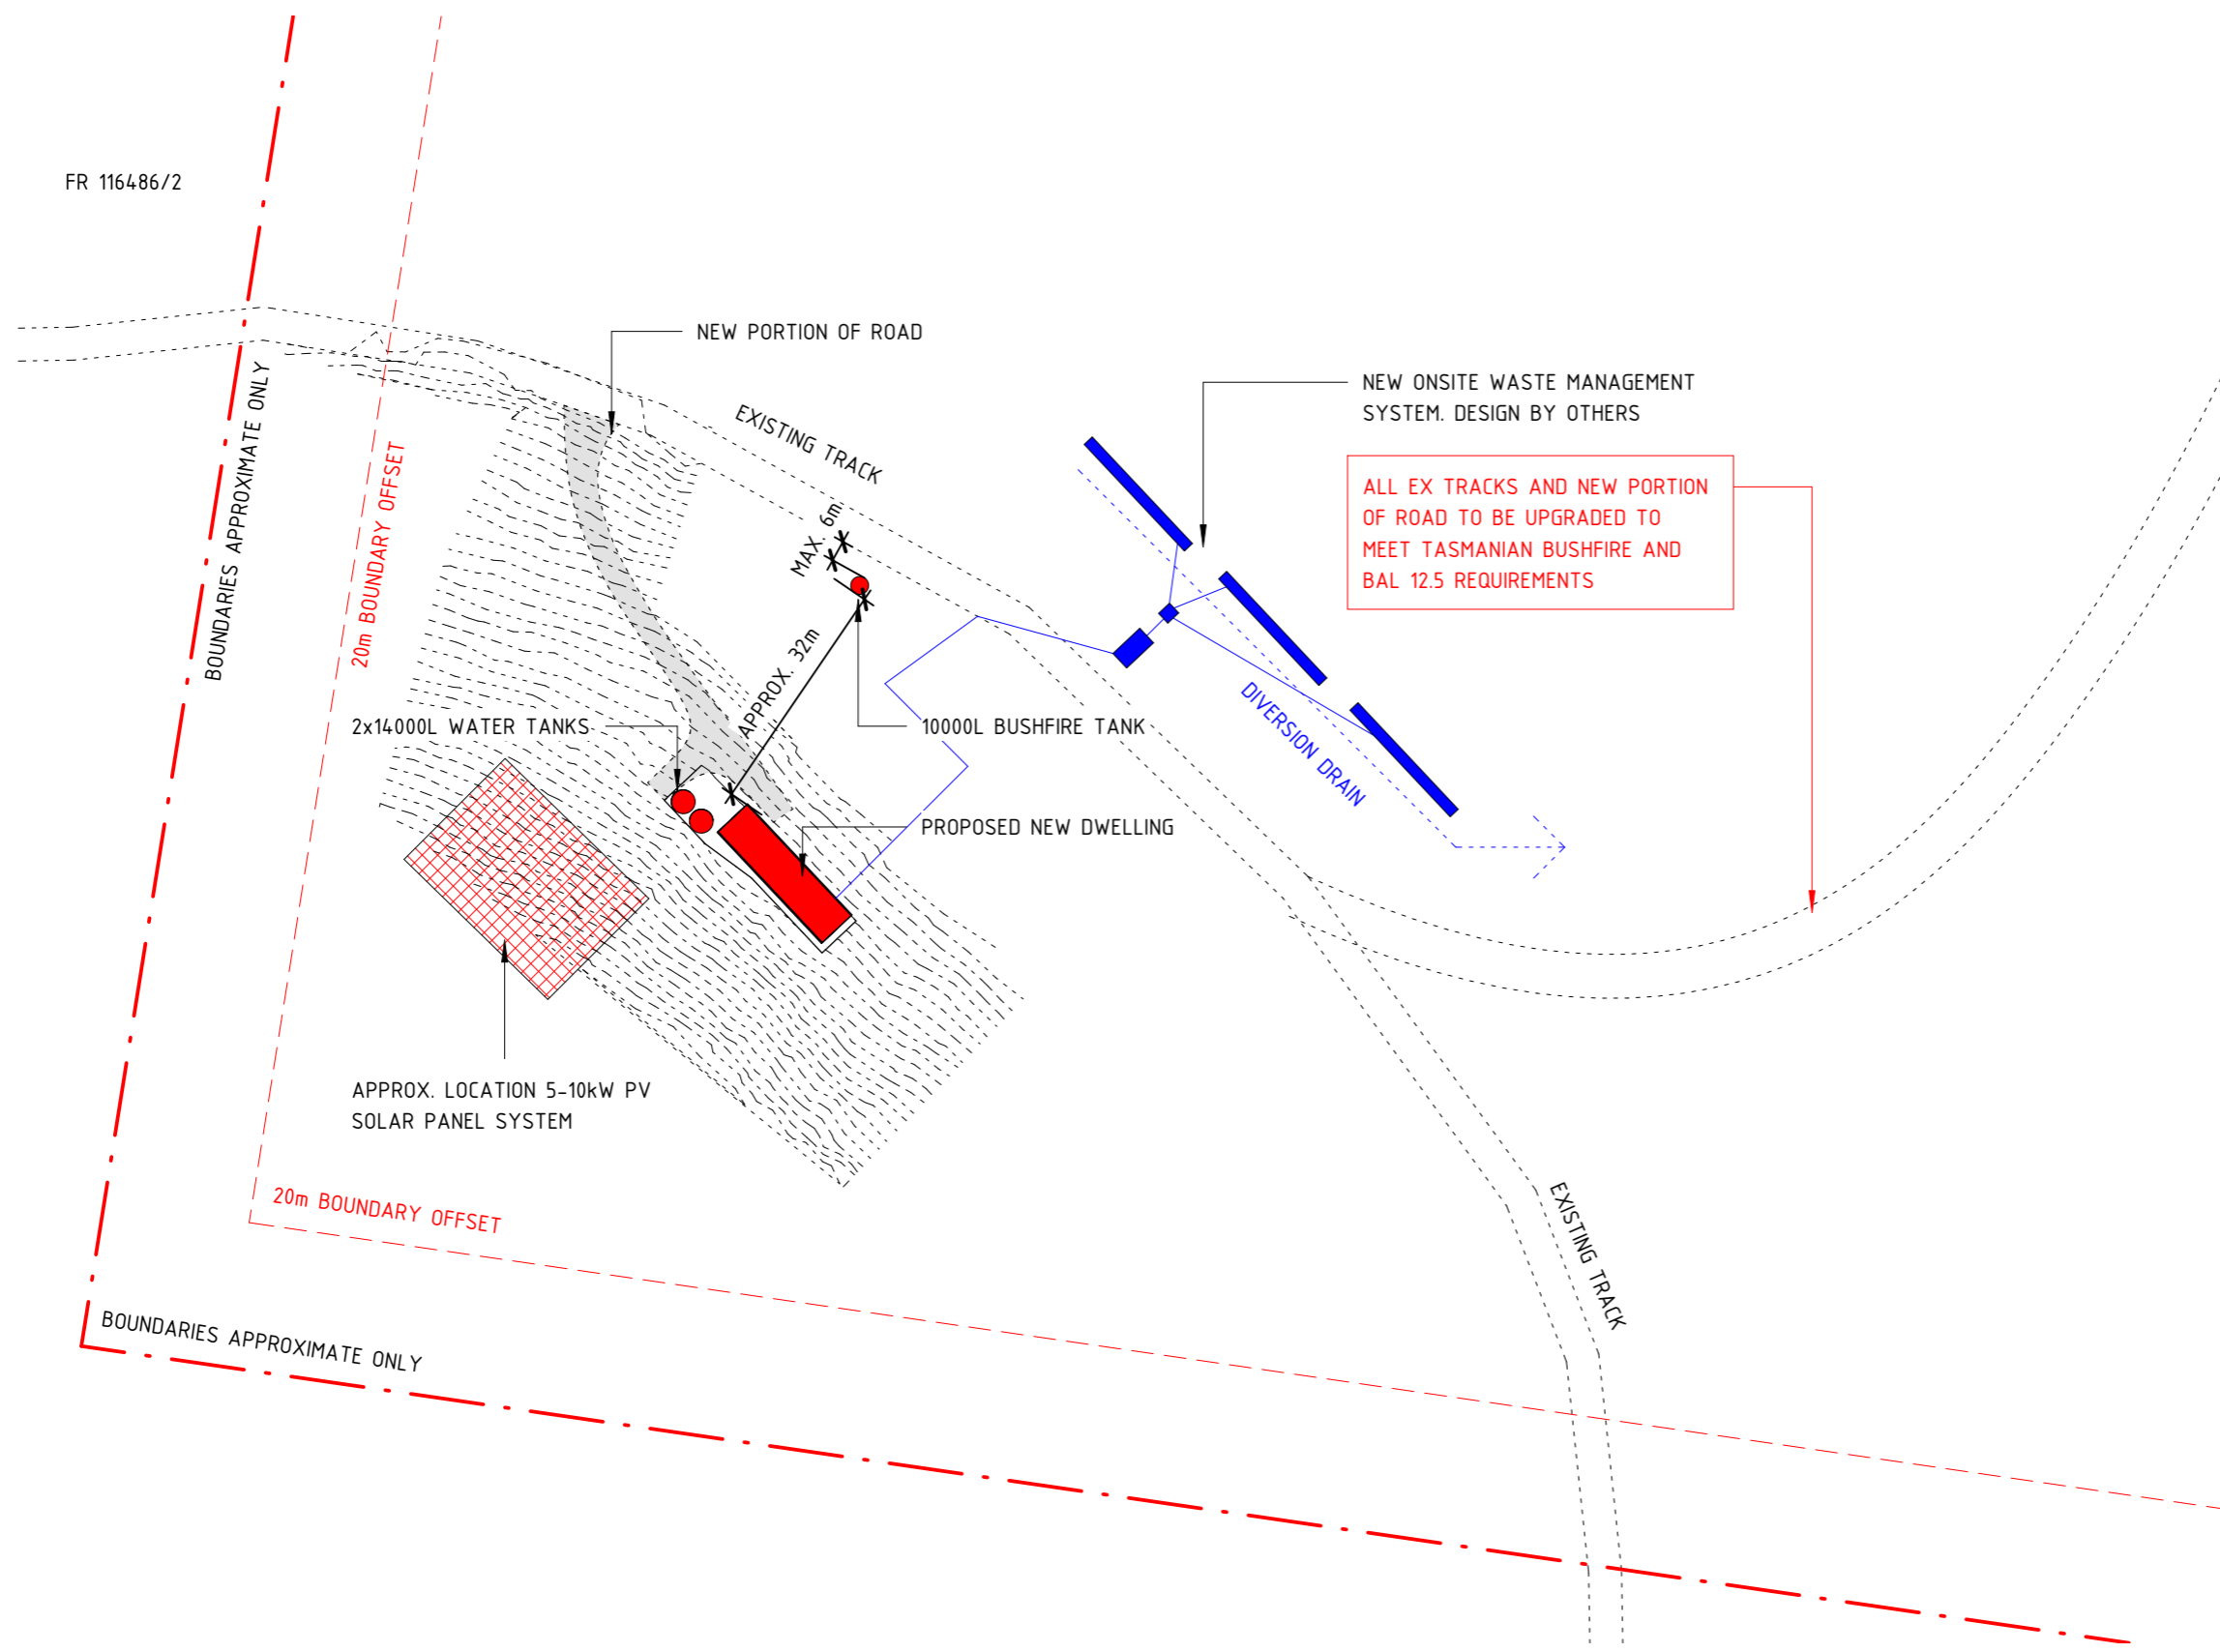 FR 116486/2
NEW PORTION OF ROAD
BOUNDARIES APPROXIMATE ONLY
20m BOUNDARY OFFSET
EXISTING TRACK
NEW ONSITE WASTE MANAGEMENT
SYSTEM. DESIGN BY OTHERS
ALL EX TRACKS AND NEW PORTION
OF ROAD TO BE UPGRADED TO
MEET TASMANIAN BUSHFIRE AND
BAL 12.5 REQUIREMENTS
MAX. 6m
APPROX. 32m
2x14000L WATER TANKS
10000L BUSHFIRE TANK
DIVERSION DRAIN
PROPOSED NEW DWELLING
APPROX. LOCATION 5-10kW PV
SOLAR PANEL SYSTEM
20m BOUNDARY OFFSET
EXISTING TRACK
BOUNDARIES APPROXIMATE ONLY